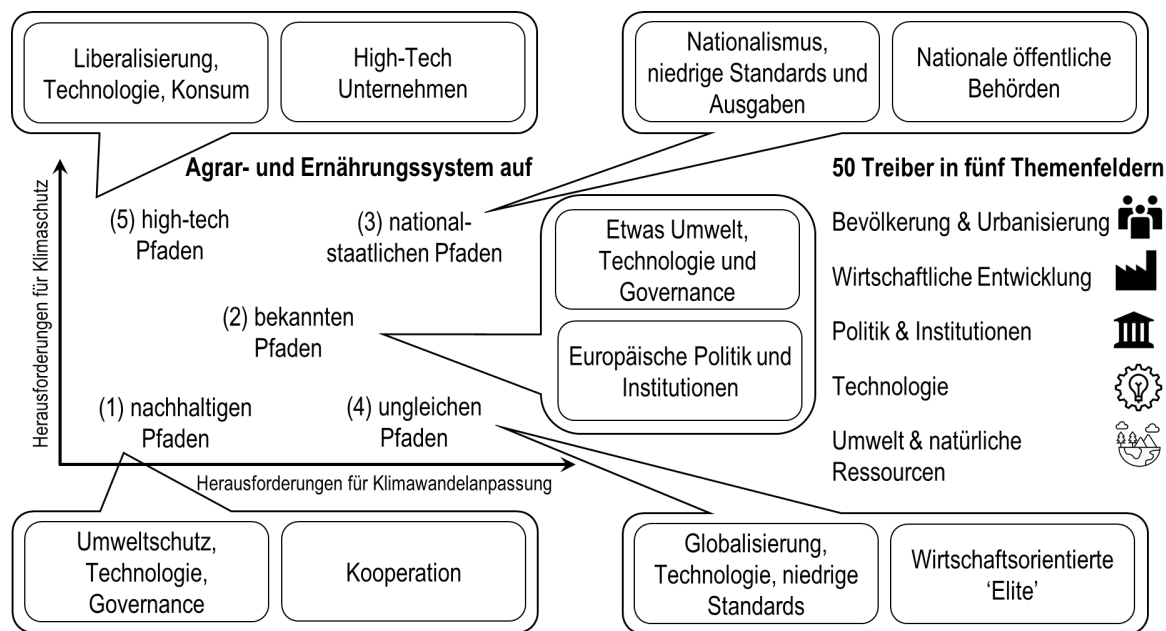 Liberalisierung,
Technologie, Konsum
High-Tech
Unternehmen
Nationalismus,
niedrige Standards und
Ausgaben
Nationale öffentliche
Behörden
Agrar- und Ernährungssystem auf
50 Treiber in fünf Themenfeldern
Herausforderungen für Klimaschutz
(5) high-tech
Pfaden
(3) national-
staatlichen Pfaden
(2) bekannten
Pfaden
(1) nachhaltigen
Pfaden
(4) ungleichen
Pfaden
Herausforderungen für Klimawandelanpassung
Etwas Umwelt,
Technologie und
Governance
Europäische Politik und
Institutionen
Bevölkerung & Urbanisierung
Wirtschaftliche Entwicklung
Politik & Institutionen
Technologie
Umwelt & natürliche
Ressourcen
Umweltschutz,
Technologie,
Governance
Kooperation
Globalisierung,
Technologie, niedrige
Standards
Wirtschaftsorientierte
‘Elite’